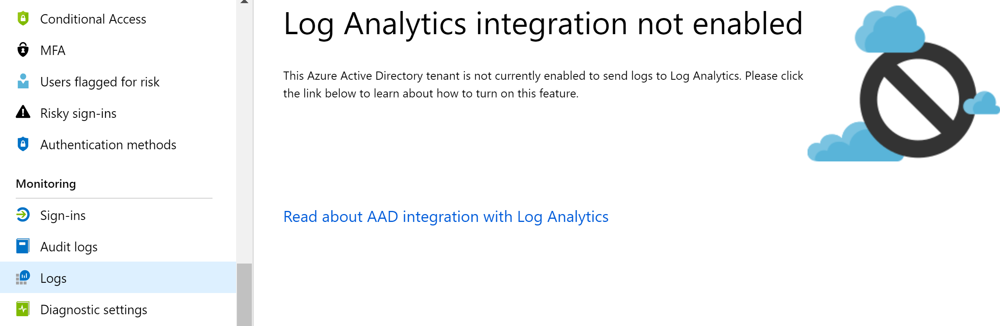 Conditional Access
MFA
Users flagged for risk
Risky sign-ins
Authentication methods
Monitoring
Sign-ins
Audit logs
Logs
Diagnostic settings
Log Analytics integration not enabled
This Azure Active Directory tenant is not currently enabled to send logs to Log Analytics. Please click
the link below to learn about how to turn on this feature.
Read about AAD integration with Log Analytics